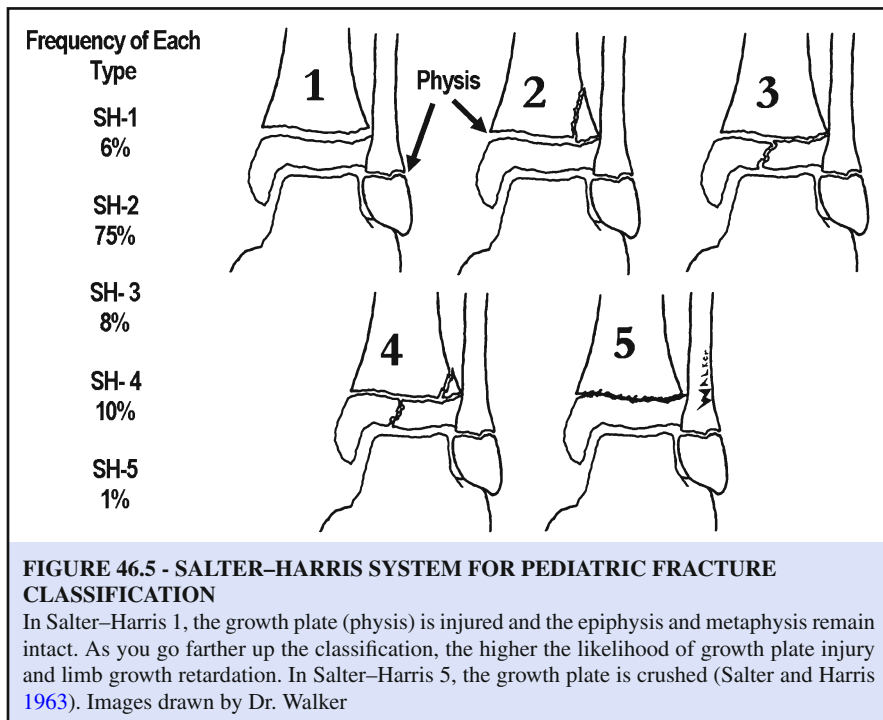 Frequency of Each
Type
SH-1
6%
SH-2
75%
SH- 3
8%
SH- 4
10%
SH-5
1%
1
Physis
2
3
4
5
WALKER
FIGURE 46.5 - SALTER–HARRIS SYSTEM FOR PEDIATRIC FRACTURE
CLASSIFICATION
In Salter–Harris 1, the growth plate (physis) is injured and the epiphysis and metaphysis remain
intact. As you go farther up the classification, the higher the likelihood of growth plate injury
and limb growth retardation. In Salter–Harris 5, the growth plate is crushed (Salter and Harris
1963). Images drawn by Dr. Walker